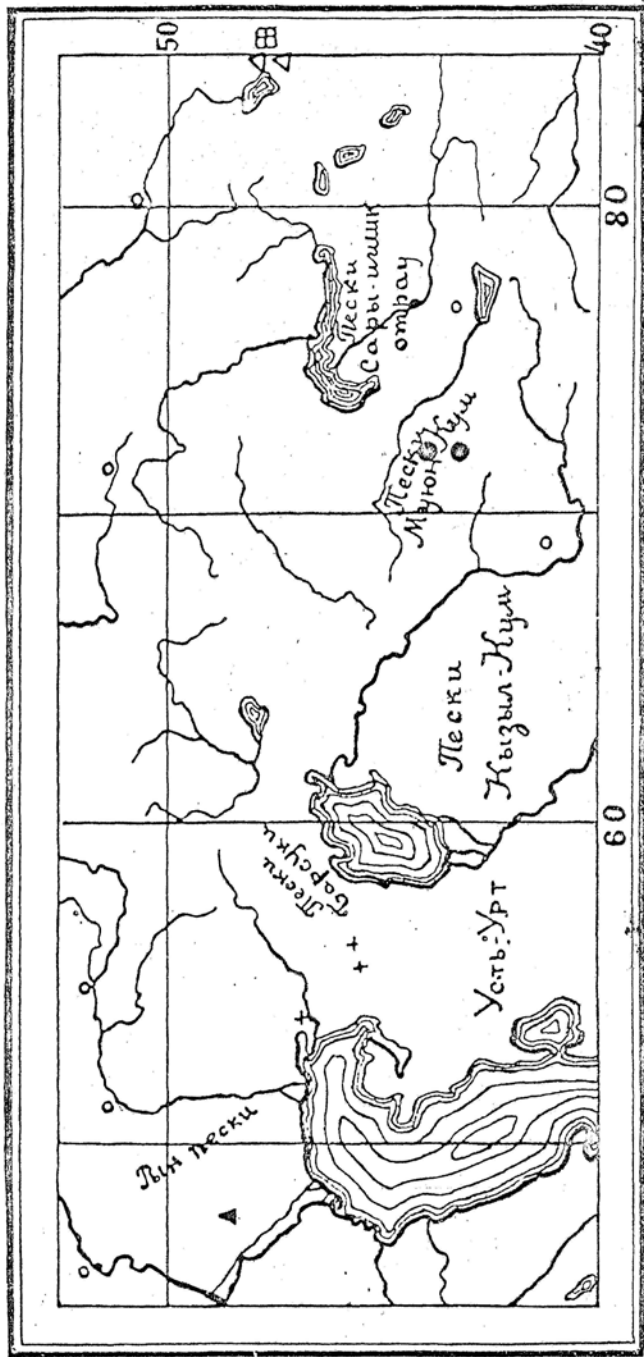 50
40
80
60
Рын пески
Пески
Барсуки
Усть-Урт
Пески
Кызыл-Кум
Пески
Муюн Кум
Пески
Сары-ишик
отрау